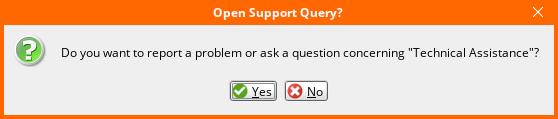 Open Support Query?
Do you want to report a problem or ask a question concerning "Technical Assistance"?
Yes No